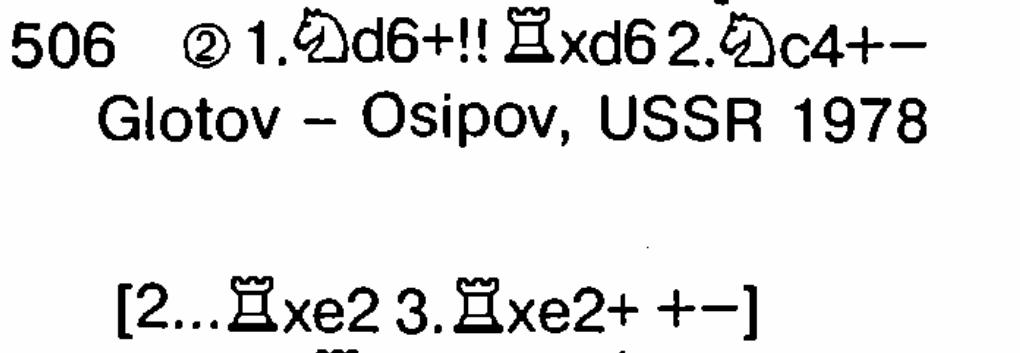 506 ② 1.♘d6+!! ♖xd6 2.♘c4+−
Glotov – Osipov, USSR 1978
[2...♖xe2 3.♖xe2+ +−]